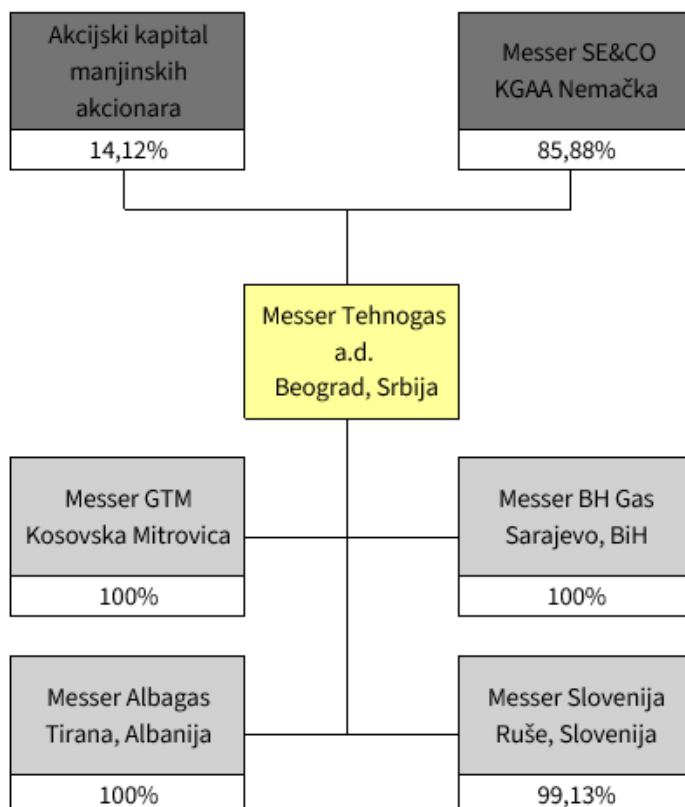 Akcijski kapital
manjinskih
akcionara
14,12%
Messer SE&CO
KGAA Nemačka
85,88%
Messer Tehnogas
a.d.
Beograd, Srbija
Messer GTM
Kosovska Mitrovica
100%
Messer BH Gas
Sarajevo, BiH
100%
Messer Albagas
Tirana, Albanija
100%
Messer Slovenija
Ruše, Slovenija
99,13%